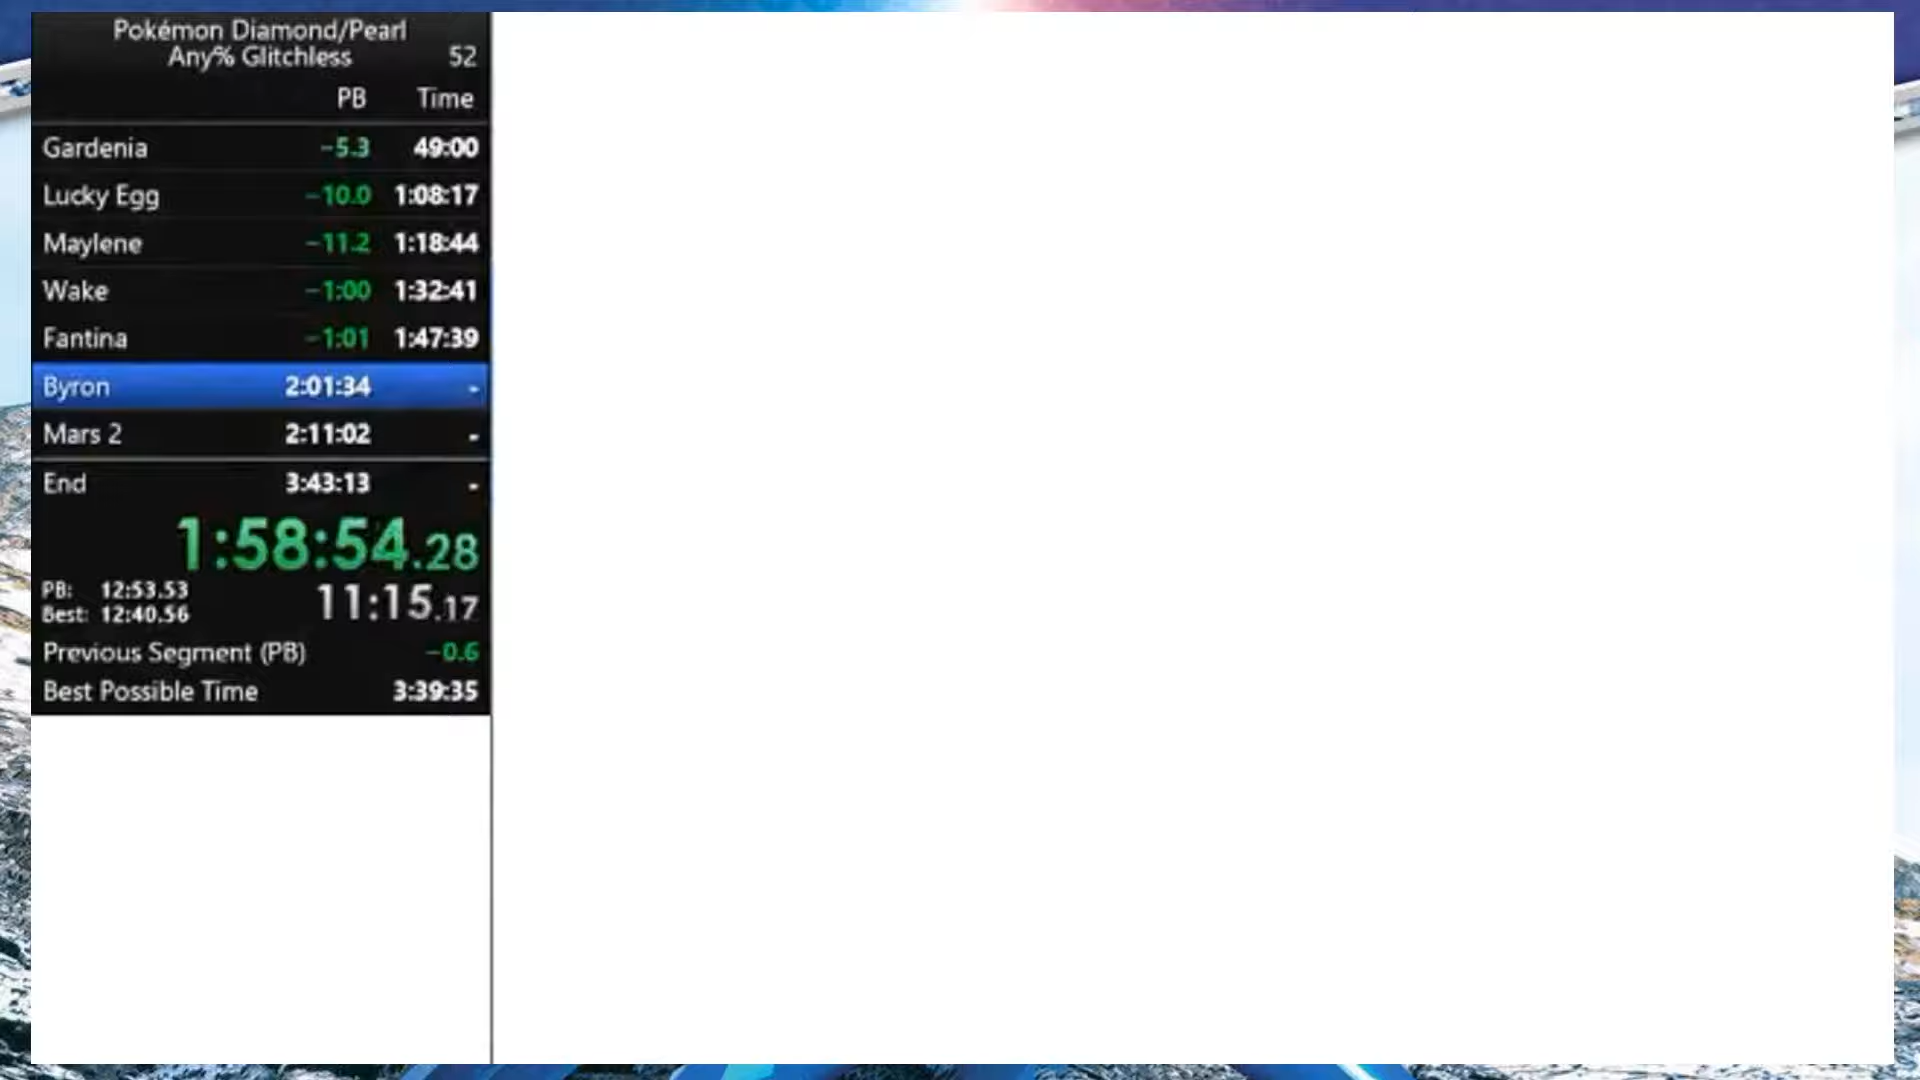 Pokémon Diamond/Pearl
Any% Glitchless 52
PB Time
Gardenia -5.3 49:00
Lucky Egg -10.0 1:08:17
Maylene -11.2 1:18:44
Wake -1:00 1:32:41
Fantina -1:01 1:47:39
Byron 2:01:34 -
Mars 2 2:11:02 -
End 3:43:13 -
1:58:54.28
PB: 12:53.53
Best: 12:40.56
11:15.17
Previous Segment (PB) -0.6
Best Possible Time 3:39:35